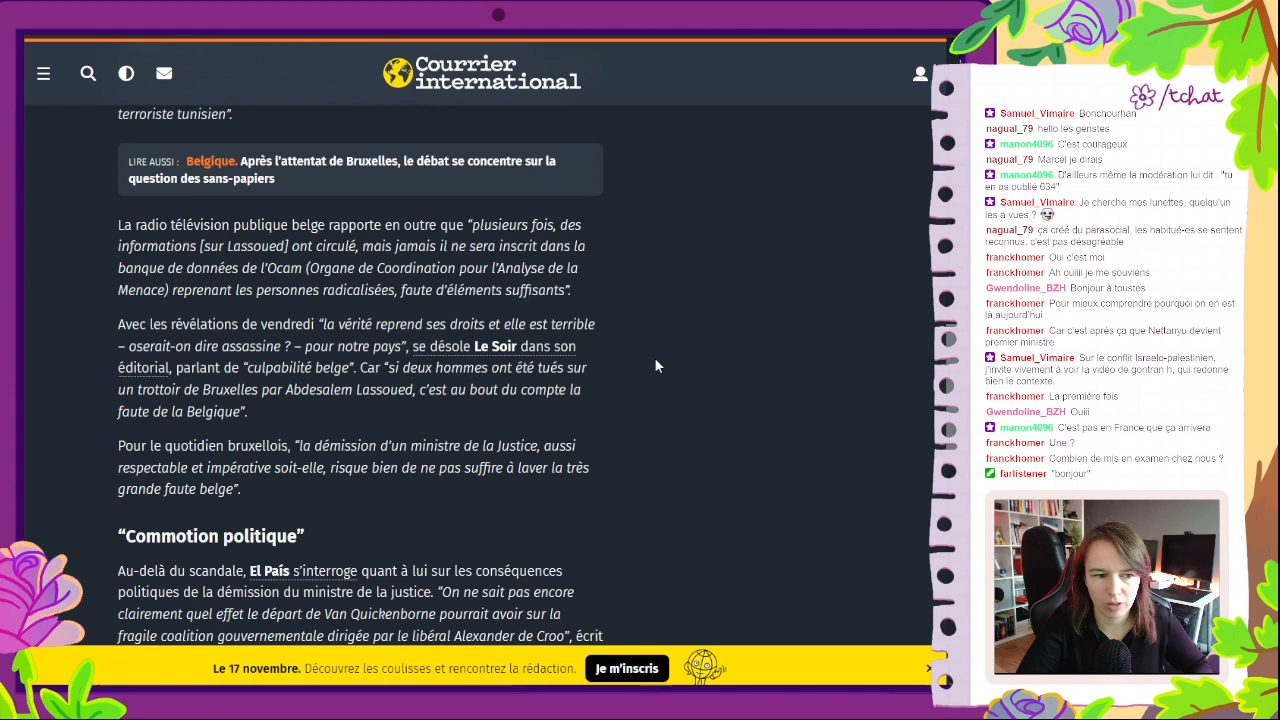 Courrier
international
terroriste tunisien”.
LIRE AUSSI : Belgique. Après l’attentat de Bruxelles, le débat se concentre sur la
question des sans-papiers
La radio télévision publique belge rapporte en outre que “plusieurs fois, des
informations [sur Lassoued] ont circulé, mais jamais il ne sera inscrit dans la
banque de données de l’Ocam (Organe de Coordination pour l’Analyse de la
Menace) reprenant les personnes radicalisées, faute d’éléments suffisants”.
Avec les révélations de vendredi “la vérité reprend ses droits et elle est terrible
– oserait-on dire assassine ? – pour notre pays”, se désole Le Soir dans son
éditorial, parlant de “culpabilité belge”. Car “si deux hommes ont été tués sur
un trottoir de Bruxelles par Abdesalem Lassoued, c’est au bout du compte la
faute de la Belgique”.
Pour le quotidien bruxellois, “la démission d’un ministre de la Justice, aussi
respectable et impérative soit-elle, risque bien de ne pas suffire à laver la très
grande faute belge”.
“Commotion politique”
Au-delà du scandale, El País s’interroge quant à lui sur les conséquences
politiques de la démission du ministre de la justice. “On ne sait pas encore
clairement quel effet le départ de Van Quickenborne pourrait avoir sur la
fragile coalition gouvernementale dirigée par le libéral Alexander de Croo”, écrit
Le 17 novembre. Découvrez les coulisses et rencontrez la rédaction. Je m’inscris
/tchat
Samuel_Vimaire Bonchourhan
nagual_79 hello les genstes
manon4096 C'est courageux
nagual_79 Marcel je dirais
manon4096 D'ailleurs même la modération lui dit : "tu
en as oublié 634"
Samuel_Vimaire Je cherche mes lunettes, quelqu'un
les a vues ?
nagual_79 ça créé du parasocial, les habitué-es se sentent
reconnus, c'est pas désagréable
franckhomer Oui c'est moi
franckhomer Ah ouiiii je me souviens
Gwendoline_BZH Bonjour à toustes
franckhomer Pour mieux comprendre pourquoi on en est
là aujourd'hui
franckhomer Car c'est après ça que Nettanyu devient
premier ministre
Samuel_Vimaire Sur le conflit Israelo-palestinien,
j'invite vivement à voir la vidéo de gontran h, qui redonne
bien le contexte.
franckhomer La première fois
Gwendoline_BZH Ouiii
manon4096 C'est pas en France que ça arrivera
franckhomer Une ?
franckhomer Combien de mis en examen chez nous ?
farlistener "bonjour"